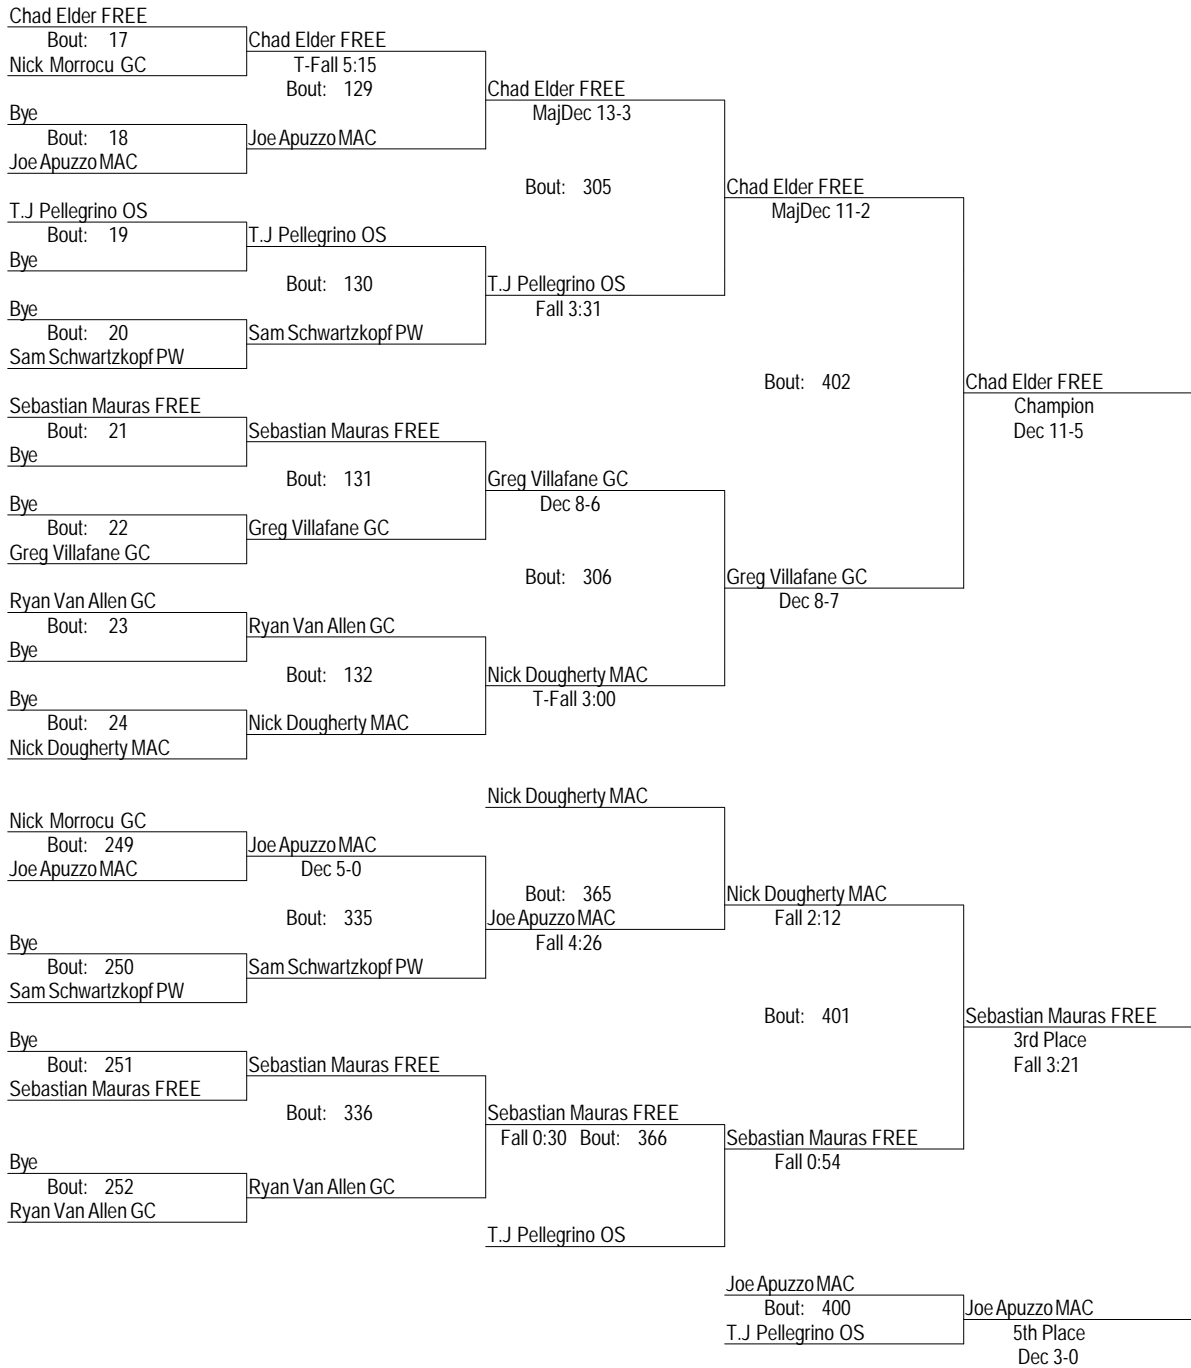 Chad Elder FREE
Bout: 17
Nick Morrocu GC
Bye
Bout: 18
Joe Apuzzo MAC
T.J Pellegrino OS
Bout: 19
Bye
Bye
Bout: 20
Sam Schwartzkopf PW
Sebastian Mauras FREE
Bout: 21
Bye
Bye
Bout: 22
Greg Villafane GC
Ryan Van Allen GC
Bout: 23
Bye
Bye
Bout: 24
Nick Dougherty MAC
Chad Elder FREE
T-Fall 5:15
Bout: 129
Joe Apuzzo MAC
T.J Pellegrino OS
Bout: 130
Sam Schwartzkopf PW
Sebastian Mauras FREE
Bout: 131
Greg Villafane GC
Ryan Van Allen GC
Bout: 132
Nick Dougherty MAC
Chad Elder FREE
MajDec 13-3
Bout: 305
T.J Pellegrino OS
Fall 3:31
Greg Villafane GC
Dec 8-6
Bout: 306
Nick Dougherty MAC
T-Fall 3:00
Chad Elder FREE
MajDec 11-2
Bout: 402
Greg Villafane GC
Dec 8-7
Chad Elder FREE
Champion
Dec 11-5
Nick Morrocu GC
Bout: 249
Joe Apuzzo MAC
Bye
Bout: 250
Sam Schwartzkopf PW
Bye
Bout: 251
Sebastian Mauras FREE
Bye
Bout: 252
Ryan Van Allen GC
Joe Apuzzo MAC
Dec 5-0
Bout: 335
Sam Schwartzkopf PW
Sebastian Mauras FREE
Bout: 336
Ryan Van Allen GC
Nick Dougherty MAC
Bout: 365
Joe Apuzzo MAC
Fall 4:26
Sebastian Mauras FREE
Fall 0:30 Bout: 366
T.J Pellegrino OS
Nick Dougherty MAC
Fall 2:12
Bout: 401
Sebastian Mauras FREE
Fall 0:54
Sebastian Mauras FREE
3rd Place
Fall 3:21
Joe Apuzzo MAC
Bout: 400
T.J Pellegrino OS
Joe Apuzzo MAC
5th Place
Dec 3-0